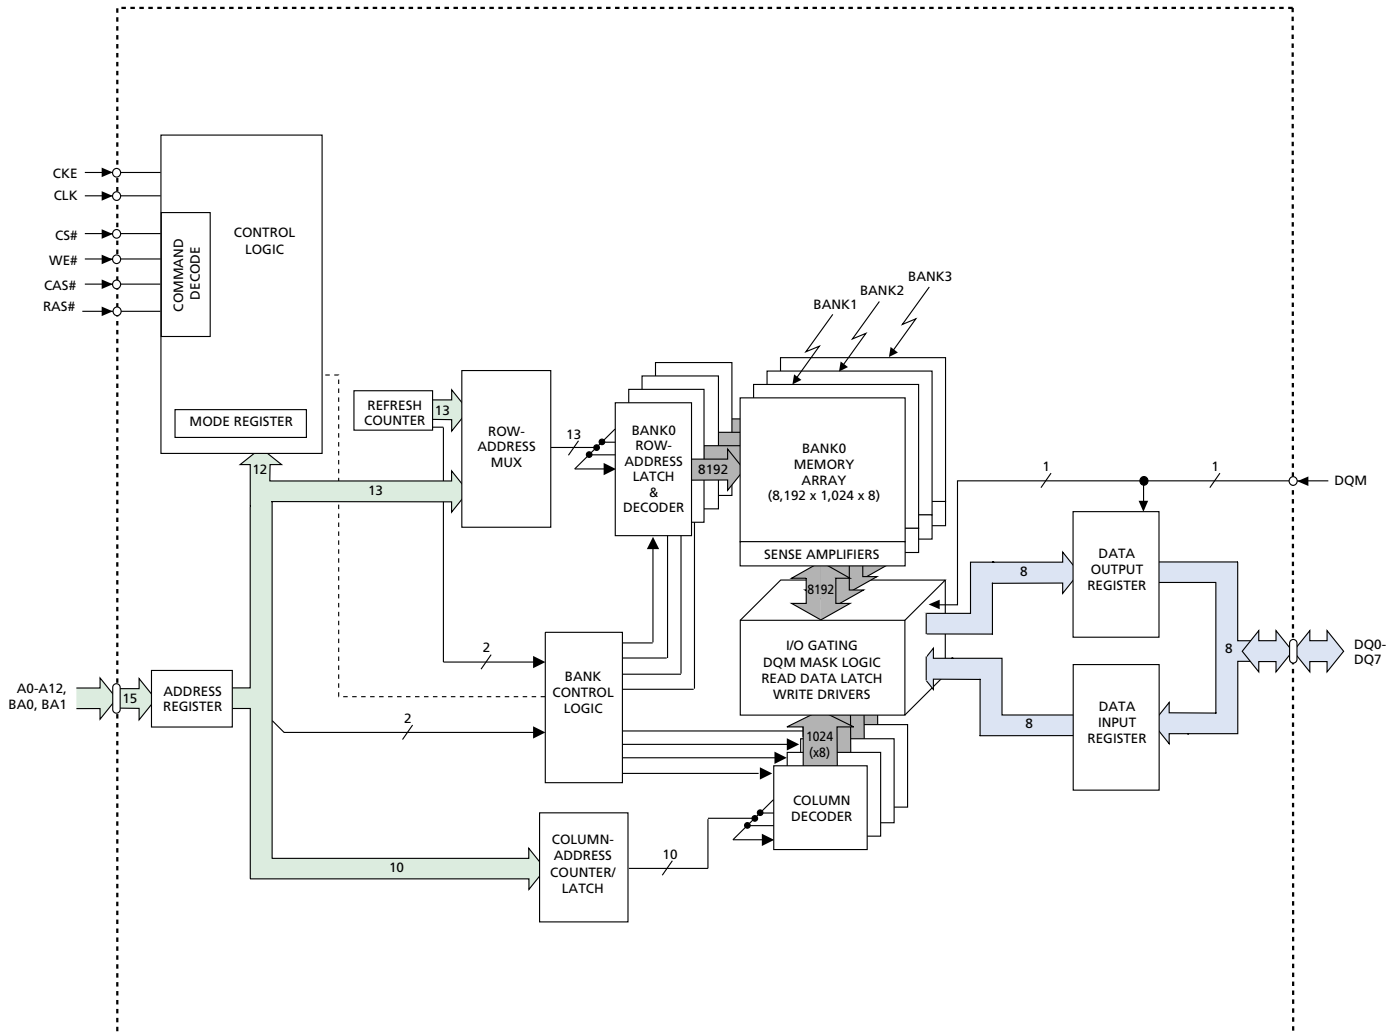 CKE
CLK
CS#
WE#
CAS#
RAS#
COMMAND
DECODE
CONTROL
LOGIC
MODE REGISTER
12
REFRESH
COUNTER
13
13
ROW-
ADDRESS
MUX
13
BANK0
ROW-
ADDRESS
LATCH
&
DECODER
8192
BANK1
BANK2
BANK3
BANK0
MEMORY
ARRAY
(8,192 x 1,024 x 8)
SENSE AMPLIFIERS
8192
I/O GATING
DQM MASK LOGIC
READ DATA LATCH
WRITE DRIVERS
1
1
DQM
DATA
OUTPUT
REGISTER
8
8
8
DATA
INPUT
REGISTER
DQ0-
DQ7
A0-A12,
BA0, BA1
15
ADDRESS
REGISTER
2
2
BANK
CONTROL
LOGIC
1024
(x8)
COLUMN
DECODER
10
COLUMN-
ADDRESS
COUNTER/
LATCH
10